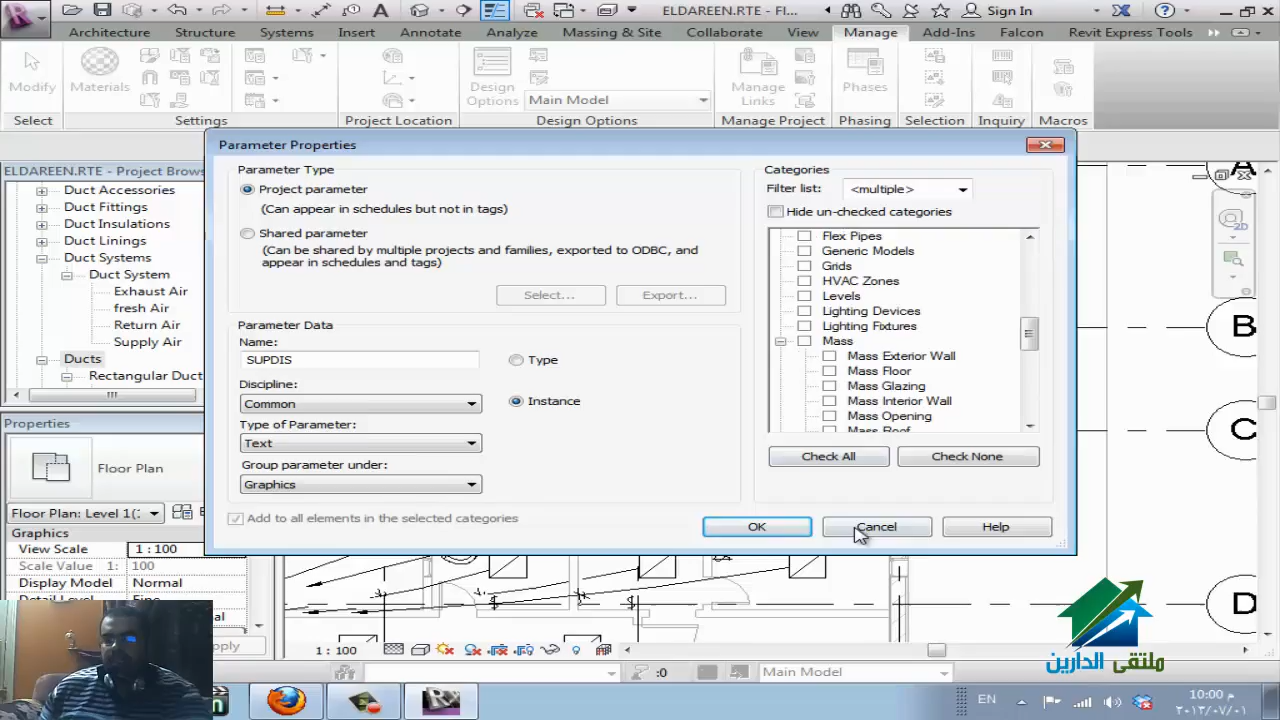 ELDAREEN.RTE - Fl...
Sign In
Architecture Structure Systems Insert Annotate Analyze Massing & Site Collaborate View Manage Add-Ins Falcon Revit Express Tools
Modify Materials Design Options Main Model Manage Links Phases
Select Settings Project Location Design Options Manage Project Phasing Selection Inquiry Macros
ELDAREEN.RTE - Project Browser
Duct Accessories
Duct Fittings
Duct Insulations
Duct Linings
Duct Systems
Duct System
Exhaust Air
fresh Air
Return Air
Supply Air
Ducts
Rectangular Duct
Properties
Floor Plan
Floor Plan: Level 1(
Graphics
View Scale 1 : 100
Scale Value 1: 100
Display Model Normal
Detail Level Fine
Parameter Properties
Parameter Type
Project parameter
(Can appear in schedules but not in tags)
Shared parameter
(Can be shared by multiple projects and families, exported to ODBC, and
appear in schedules and tags)
Select...
Export...
Parameter Data
Name:
SUPDIS
Type
Discipline:
Common
Instance
Type of Parameter:
Text
Group parameter under:
Graphics
Add to all elements in the selected categories
Categories
Filter list: <multiple>
Hide un-checked categories
Flex Pipes
Generic Models
Grids
HVAC Zones
Levels
Lighting Devices
Lighting Fixtures
Mass
Mass Exterior Wall
Mass Floor
Mass Glazing
Mass Interior Wall
Mass Opening
Mass Roof
Check All
Check None
OK
Cancel
Help
A
B
C
D
1 : 100
:0
Main Model
ملتقى الدارين
EN
10:00 م
٢٠١٣/٠٧/٠١